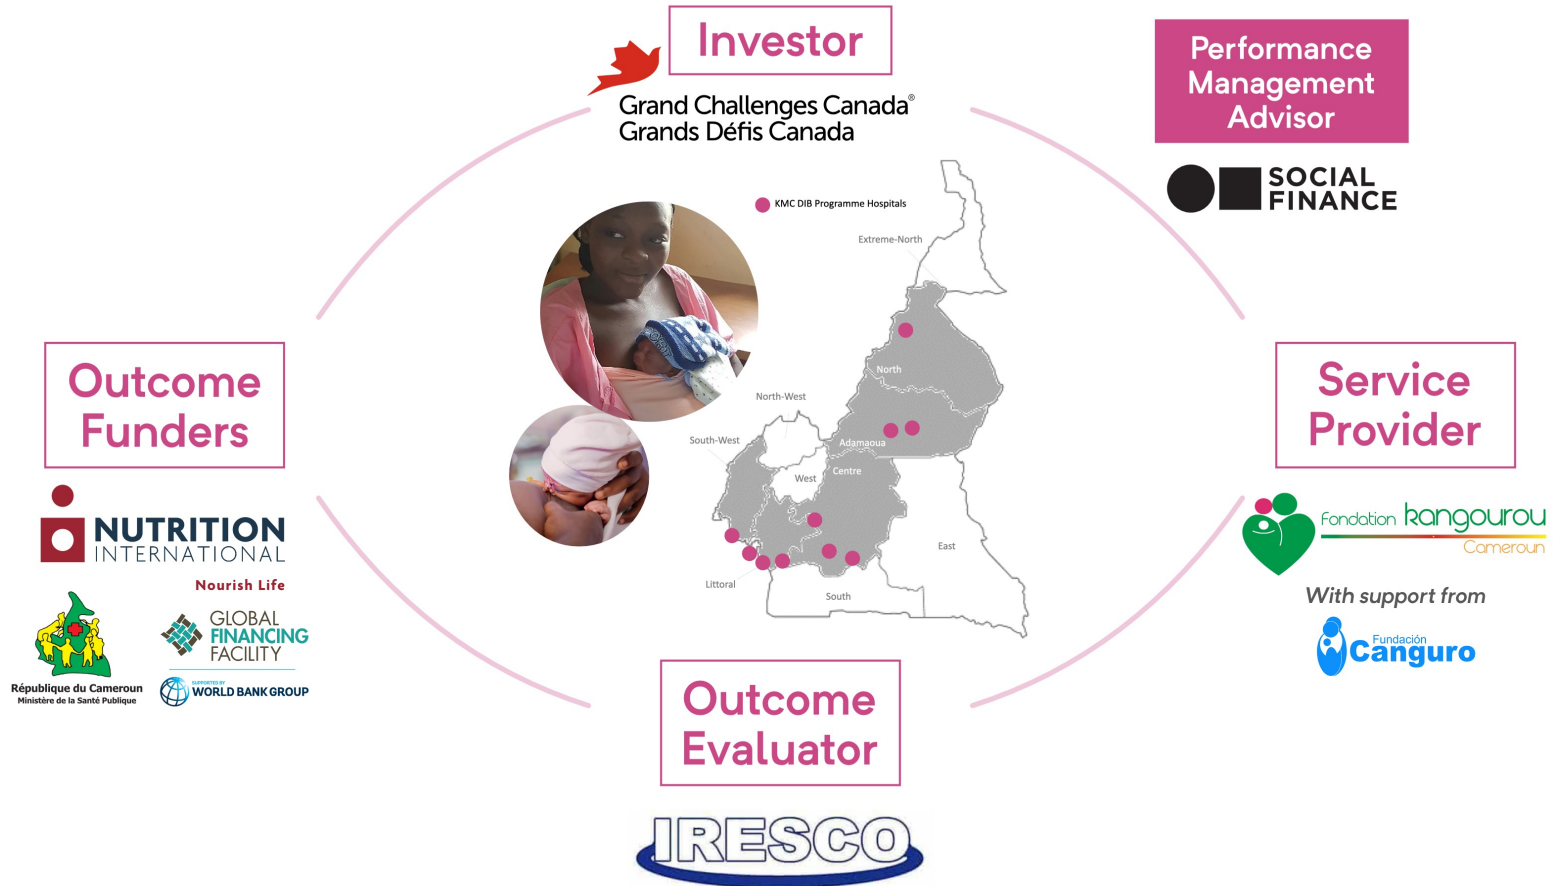 Investor
Grand Challenges Canada®
Grands Défis Canada
Performance
Management
Advisor
SOCIAL
FINANCE
KMC DIB Programme Hospitals
Extreme-North
North
North-West
South-West
Adamaoua
Centre
West
East
Littoral
South
Outcome
Funders
NUTRITION
INTERNATIONAL
Nourish Life
République du Cameroun
Ministère de la Santé Publique
GLOBAL
FINANCING
FACILITY
SUPPORTED BY
WORLD BANK GROUP
Service
Provider
Fondation kangourou
Cameroun
With support from
Fundación
Canguro
Outcome
Evaluator
IRESCO